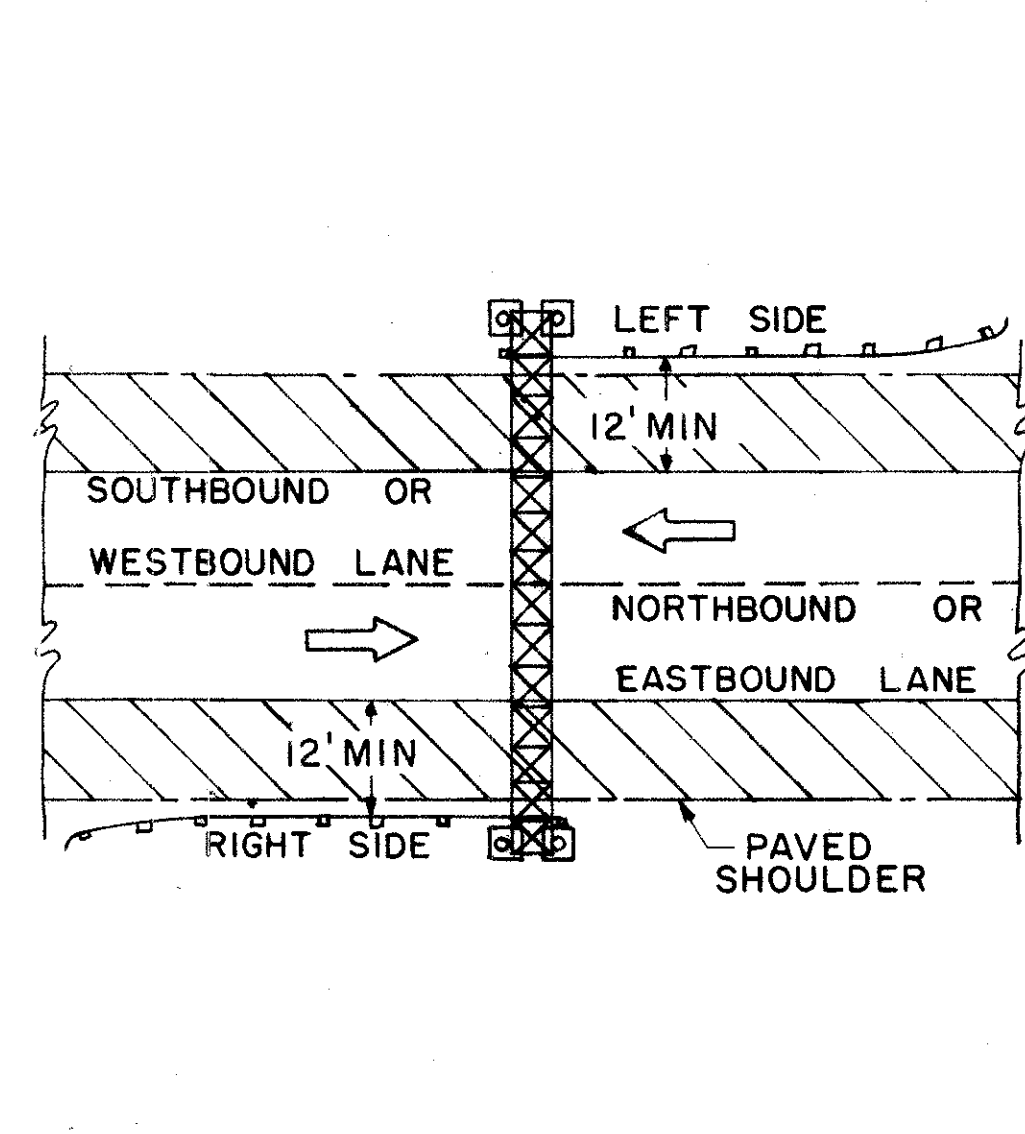 LEFT SIDE
12' MIN
SOUTHBOUND OR
WESTBOUND LANE
NORTHBOUND OR
EASTBOUND LANE
12' MIN
RIGHT SIDE
PAVED
SHOULDER